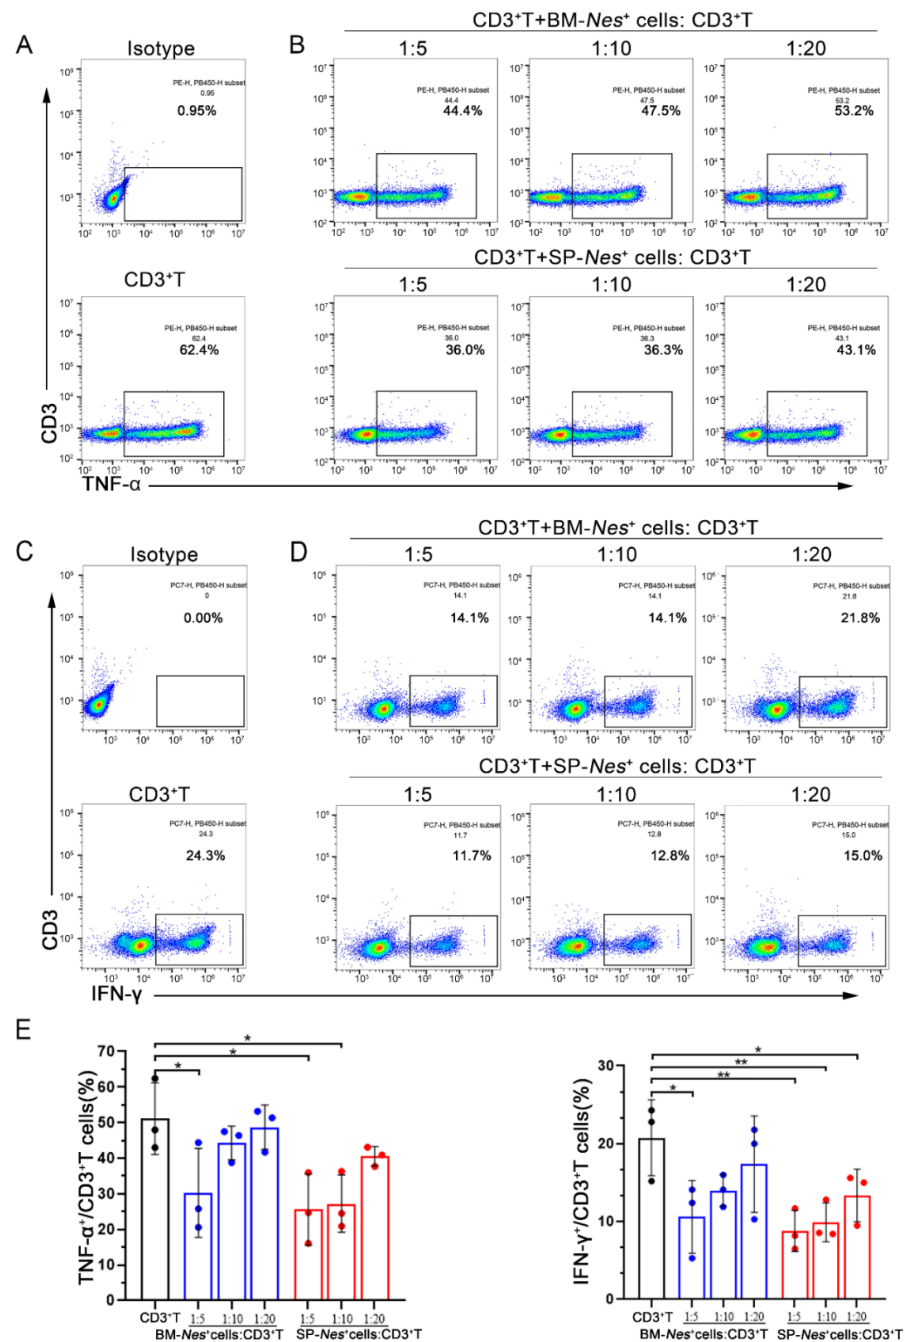 CD3⁺T+BM-Nes⁺ cells: CD3⁺T
A
B
Isotype
1:5
1:10
1:20
PE-H, PB450-H subset
0.95
0.95%
PE-H, PB450-H subset
44.4
44.4%
PE-H, PB450-H subset
47.5
47.5%
PE-H, PB450-H subset
53.2
53.2%
CD3⁺T+SP-Nes⁺ cells: CD3⁺T
CD3⁺T
1:5
1:10
1:20
PE-H, PB450-H subset
62.4
62.4%
PE-H, PB450-H subset
36.0
36.0%
PE-H, PB450-H subset
36.3
36.3%
PE-H, PB450-H subset
43.1
43.1%
CD3
TNF-α
C
D
CD3⁺T+BM-Nes⁺ cells: CD3⁺T
Isotype
1:5
1:10
1:20
PC7-H, PB450-H subset
0
0.00%
PC7-H, PB450-H subset
14.1
14.1%
PC7-H, PB450-H subset
14.1
14.1%
PC7-H, PB450-H subset
21.8
21.8%
CD3⁺T+SP-Nes⁺ cells: CD3⁺T
CD3⁺T
1:5
1:10
1:20
PC7-H, PB450-H subset
24.3
24.3%
PC7-H, PB450-H subset
11.7
11.7%
PC7-H, PB450-H subset
12.8
12.8%
PC7-H, PB450-H subset
15.0
15.0%
CD3
IFN-γ
E
TNF-α⁺/CD3⁺T cells(%)
70
60
50
40
30
20
10
0
*
*
*
CD3⁺T
1:5 1:10 1:20
1:5 1:10 1:20
BM-Nes⁺cells:CD3⁺T SP-Nes⁺cells:CD3⁺T
IFN-γ⁺/CD3⁺T cells(%)
30
20
10
0
*
**
**
*
CD3⁺T
1:5 1:10 1:20
1:5 1:10 1:20
BM-Nes⁺cells:CD3⁺T SP-Nes⁺cells:CD3⁺T